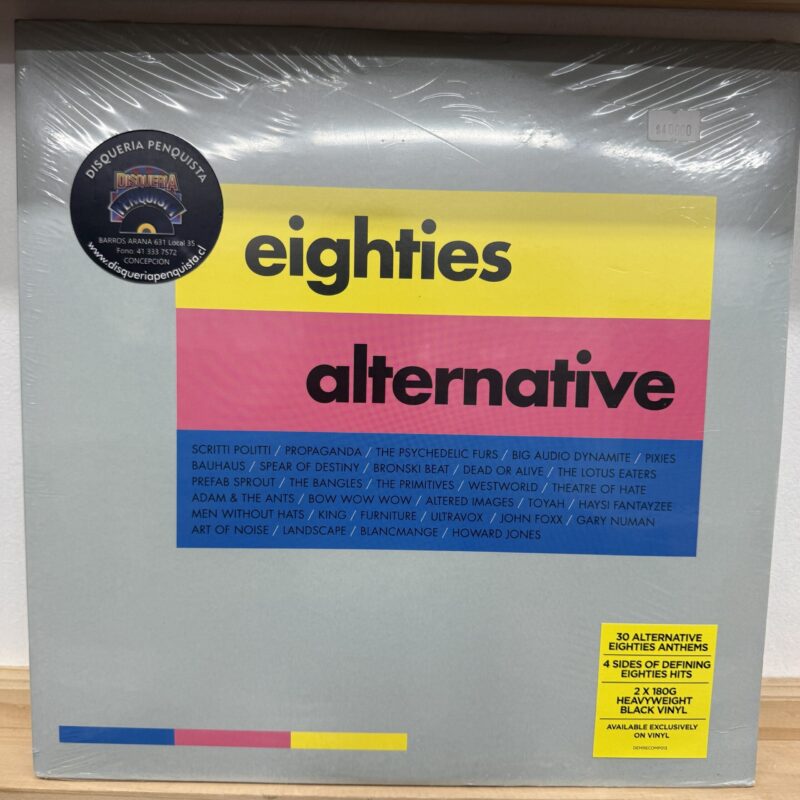 DISQUERIA PENQUISTA
DISQUERIA
PENQUISTA
BARROS ARANA 631 Local 35
Fono: 41 333 7572
CONCEPCIÓN
www.disqueriapenquista.cl
$40000
eighties
alternative
SCRITTI POLITTI / PROPAGANDA / THE PSYCHEDELIC FURS / BIG AUDIO DYNAMITE / PIXIES
BAUHAUS / SPEAR OF DESTINY / BRONSKI BEAT / DEAD OR ALIVE / THE LOTUS EATERS
PREFAB SPROUT / THE BANGLES / THE PRIMITIVES / WESTWORLD / THEATRE OF HATE
ADAM & THE ANTS / BOW WOW WOW / ALTERED IMAGES / TOYAH / HAYSI FANTAYZEE
MEN WITHOUT HATS / KING / FURNITURE / ULTRAVOX / JOHN FOXX / GARY NUMAN
ART OF NOISE / LANDSCAPE / BLANCMANGE / HOWARD JONES
30 ALTERNATIVE
EIGHTIES ANTHEMS
4 SIDES OF DEFINING
EIGHTIES HITS
2 X 180G
HEAVYWEIGHT
BLACK VINYL
AVAILABLE EXCLUSIVELY
ON VINYL